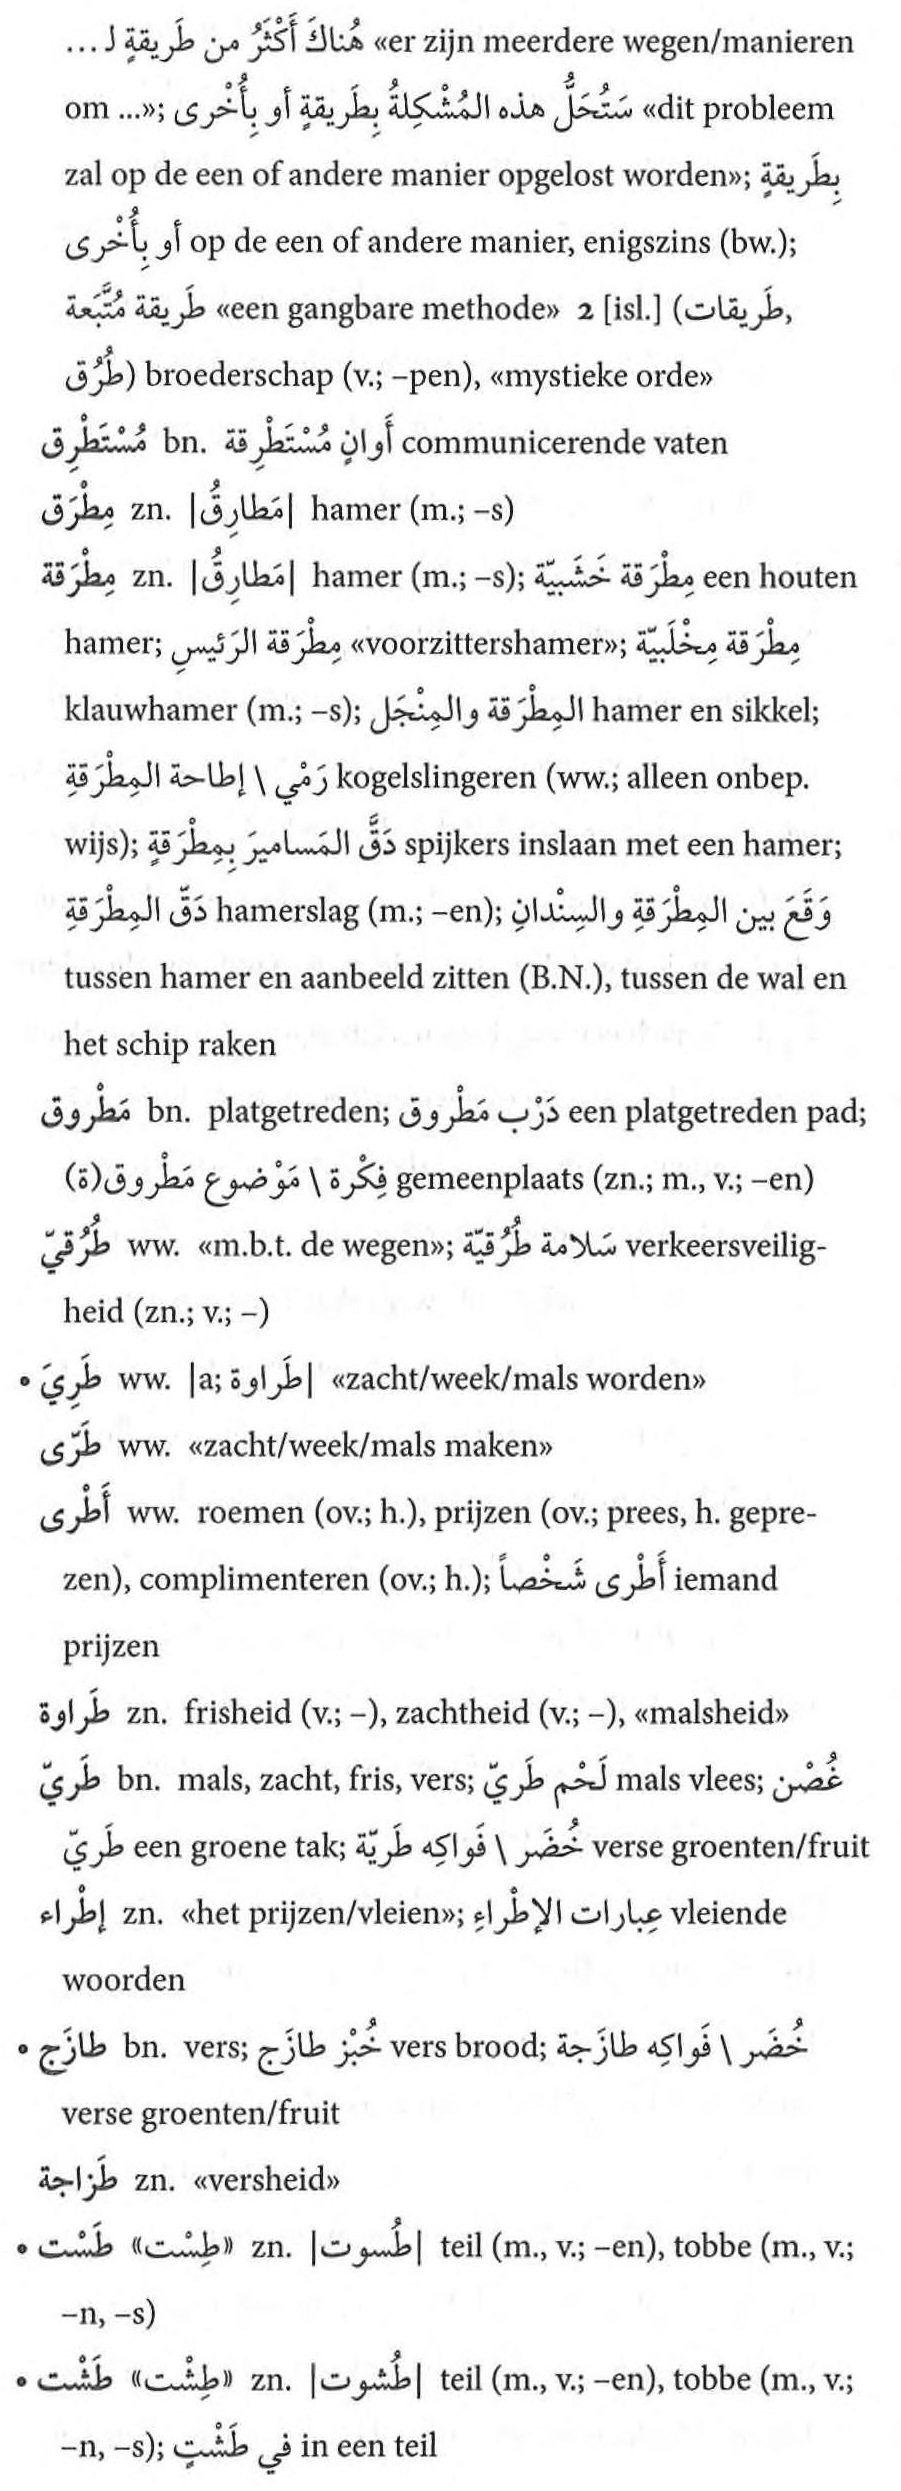 هُناكَ أَكْثَرُ من طَريقةٍ لـ ... «er zijn meerdere wegen/manieren
om ...»; سَتُحَلُّ هذه المُشْكِلةُ بِطَريقةٍ أو بِأُخْرى «dit probleem
zal op de een of andere manier opgelost worden»; بِطَريقةٍ
أو بِأُخْرى op de een of andere manier, enigszins (bw.);
طَريقة مُتَّبَعة «een gangbare methode» 2 [isl.] (طَريقات,
طُرُق) broederschap (v.; –pen), «mystieke orde»
مُسْتَطْرِق bn. أَوانٍ مُسْتَطْرِقة communicerende vaten
مِطْرَق zn. |مَطارِقُ| hamer (m.; –s)
مِطْرَقة zn. |مَطارِقُ| hamer (m.; –s); مِطْرَقة خَشَبيّة een houten
hamer; مِطْرَقة الرَئيسِ «voorzittershamer»; مِطْرَقة مِخْلَبيّة
klauwhamer (m.; –s); المِطْرَقة والمِنْجَل hamer en sikkel;
رَمْي \ إطاحة المِطْرَقةِ kogelslingeren (ww.; alleen onbep.
wijs); دَقَّ المَساميرَ بِمِطْرَقةٍ spijkers inslaan met een hamer;
دَقّ المِطْرَقةِ hamerslag (m.; –en); وَقَعَ بين المِطْرَقةِ والسِنْدانِ
tussen hamer en aanbeeld zitten (B.N.), tussen de wal en
het schip raken
مَطْروق bn. platgetreden; دَرْب مَطْروق een platgetreden pad;
فِكْرة \ مَوْضوع مَطْروق(ة) gemeenplaats (zn.; m., v.; –en)
طُرُقيّ ww. «m.b.t. de wegen»; سَلامة طُرُقيّة verkeersveilig-
heid (zn.; v.; –)
• طَرِيَ ww. |a; طَراوة| «zacht/week/mals worden»
طَرّى ww. «zacht/week/mals maken»
أَطْرى ww. roemen (ov.; h.), prijzen (ov.; prees, h. gepre-
zen), complimenteren (ov.; h.); أَطْرى شَخْصاً iemand
prijzen
طَراوة zn. frisheid (v.; –), zachtheid (v.; –), «malsheid»
طَريّ bn. mals, zacht, fris, vers; لَحْم طَريّ mals vlees; غُصْن
طَريّ een groene tak; خُضَر \ فَواكِه طَريّة verse groenten/fruit
إطْراء zn. «het prijzen/vleien»; عِبارات الإطْراءِ vleiende
woorden
• طازَج bn. vers; خُبْز طازَج vers brood; خُضَر \ فَواكِه طازَجة
verse groenten/fruit
طَزاجة zn. «versheid»
• طَسْت «طِسْت» zn. |طُسوت| teil (m., v.; –en), tobbe (m., v.;
–n, –s)
• طَشْت «طِشْت» zn. |طُشوت| teil (m., v.; –en), tobbe (m., v.;
–n, –s); في طَشْتٍ in een teil